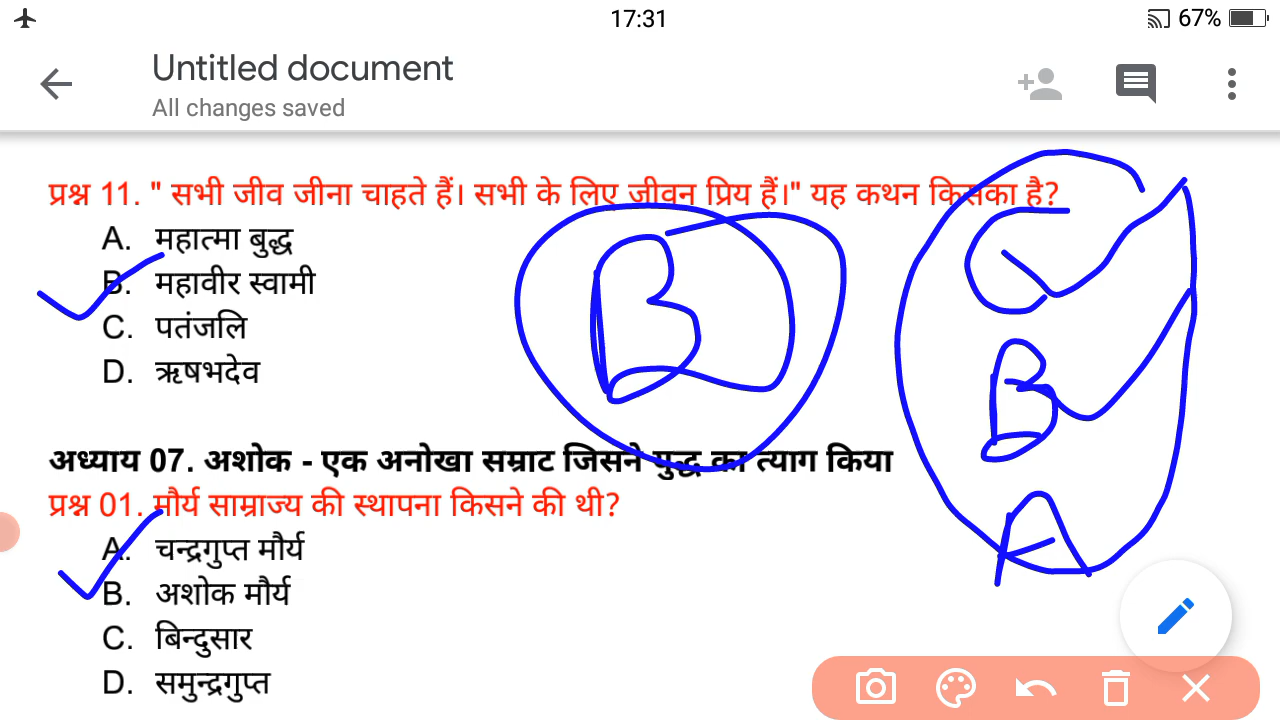 17:31
67%
Untitled document
All changes saved
प्रश्न 11. " सभी जीव जीना चाहते हैं। सभी के लिए जीवन प्रिय हैं।" यह कथन किसका है?
A. महात्मा बुद्ध
B. महावीर स्वामी
C. पतंजलि
D. ऋषभदेव
B
C
B
A
अध्याय 07. अशोक - एक अनोखा सम्राट जिसने युद्ध का त्याग किया
प्रश्न 01. मौर्य साम्राज्य की स्थापना किसने की थी?
A. चन्द्रगुप्त मौर्य
B. अशोक मौर्य
C. बिन्दुसार
D. समुन्द्रगुप्त